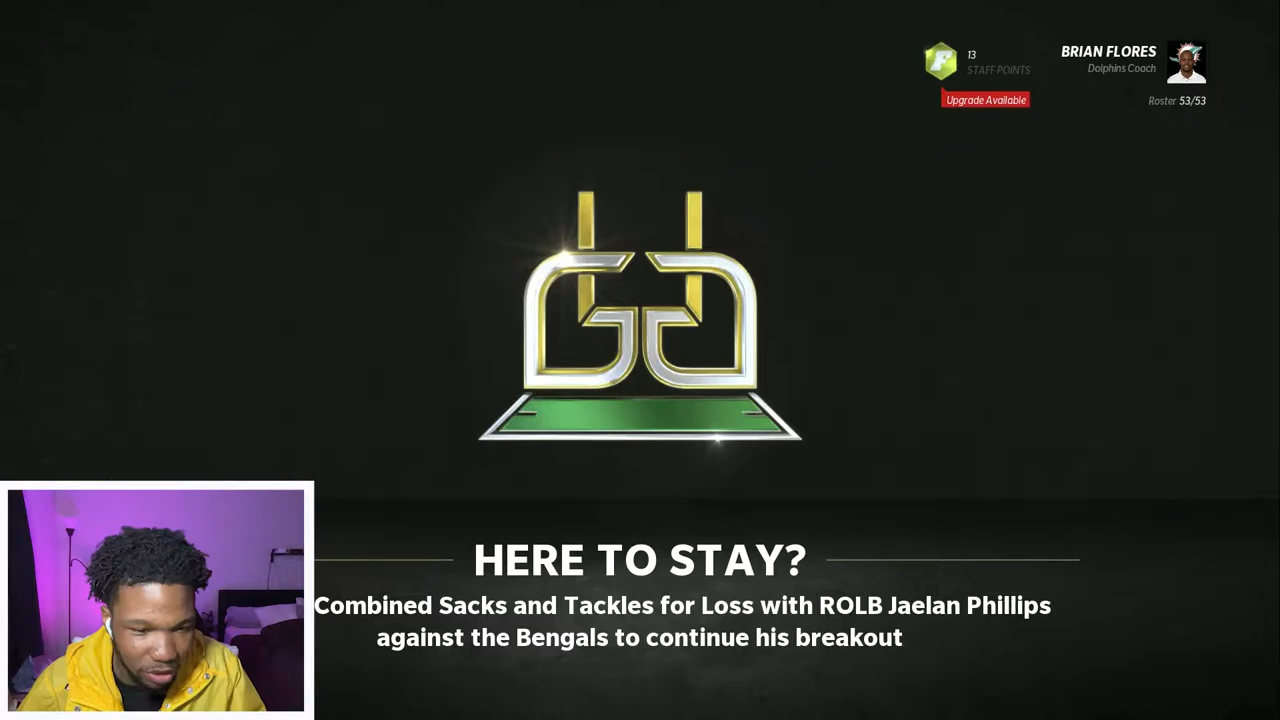 13
STAFF POINTS
Upgrade Available
BRIAN FLORES
Dolphins Coach
Roster 53/53
HERE TO STAY?
Combined Sacks and Tackles for Loss with ROLB Jaelan Phillips
against the Bengals to continue his breakout